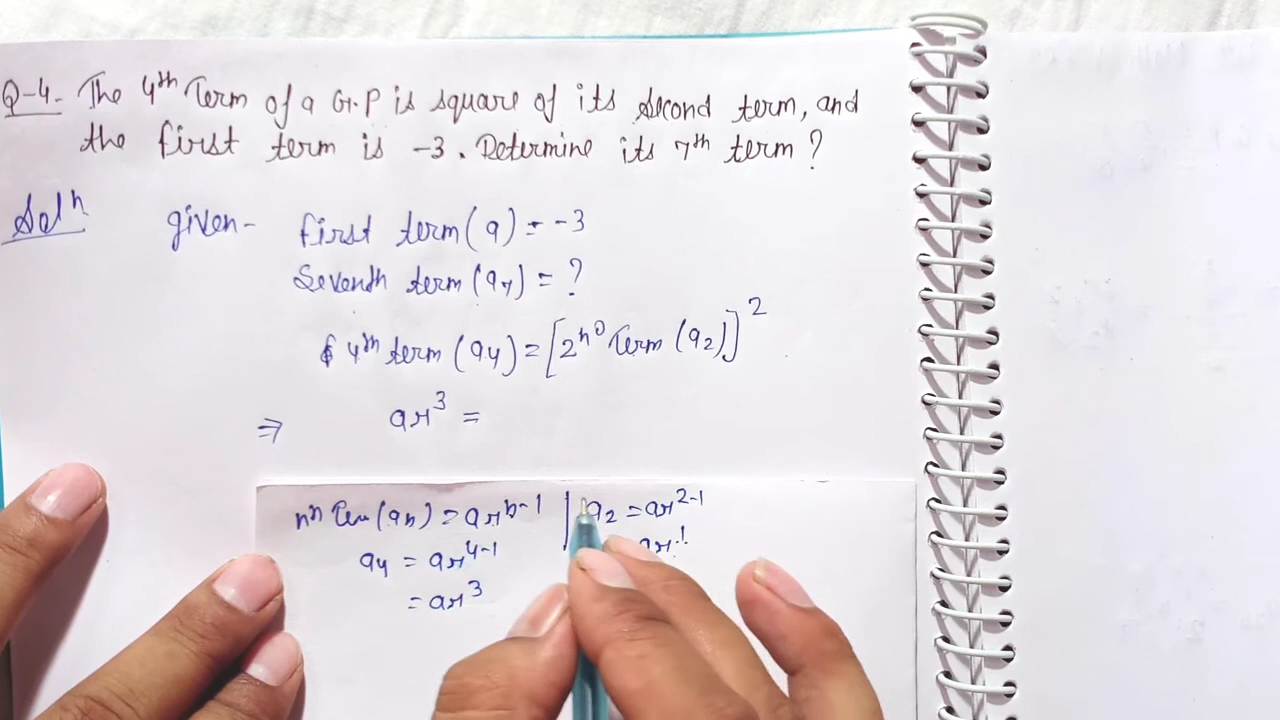 Q-4. The 4th Term of a G.P is square of its second term, and
the first term is -3. Determine its 7th term?
Soln given- first term (a) = -3
Seventh term (a7) = ?
4th term (a4) = [2nd Term (a2)]2
⇒ ar3 =
(an) = arn-1
a4 = ar4-1
= ar3
a2 = ar2-1
ar1